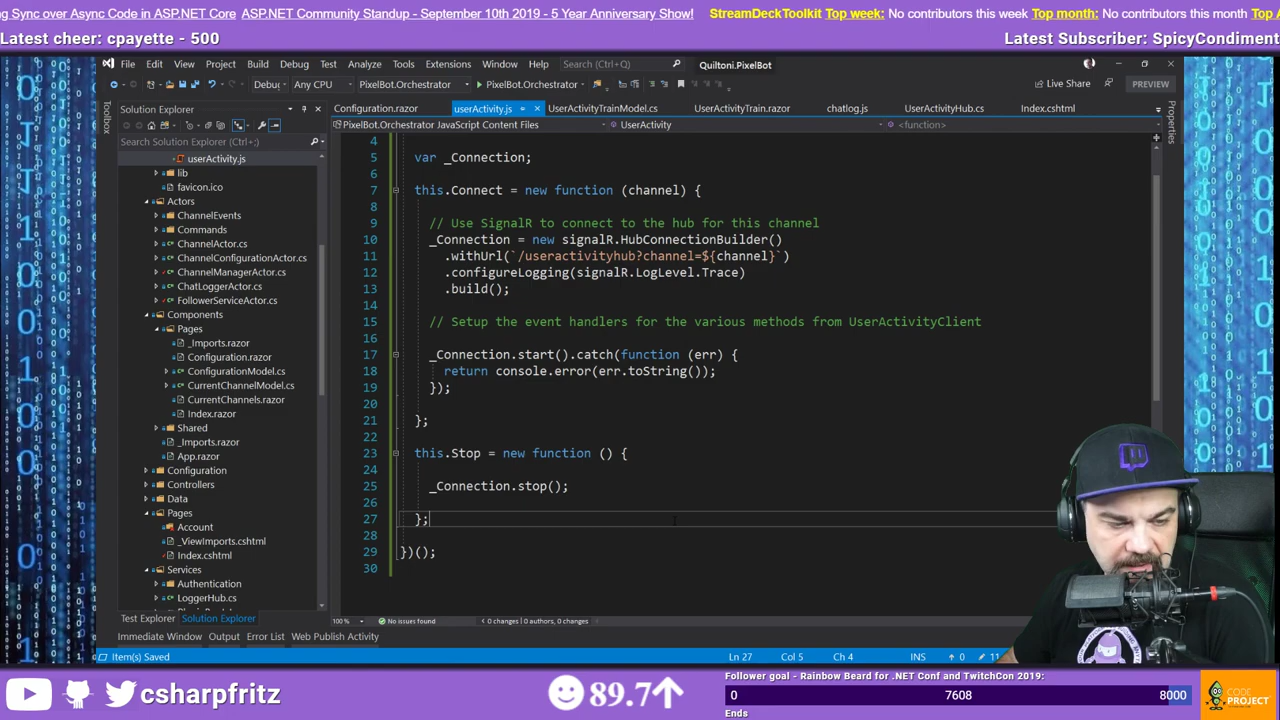 ng Sync over Async Code in ASP.NET Core ASP.NET Community Standup - September 10th 2019 - 5 Year Anniversary Show! StreamDeckToolkit Top week: No contributors this week Top month: No contributors this month Top
Latest cheer: cpayette - 500
Latest Subscriber: SpicyCondiment
File Edit View Project Build Debug Test Analyze Tools Extensions Window Help Search (Ctrl+Q) Quiltoni.PixelBot
Debug Any CPU PixelBot.Orchestrator PixelBot.Orchestrator Live Share PREVIEW
Toolbox
Properties
Solution Explorer
Search Solution Explorer (Ctrl+;)
userActivity.js
lib
favicon.ico
Actors
ChannelEvents
Commands
ChannelActor.cs
ChannelConfigurationActor.cs
ChannelManagerActor.cs
ChatLoggerActor.cs
FollowerServiceActor.cs
Components
Pages
_Imports.razor
Configuration.razor
ConfigurationModel.cs
CurrentChannelModel.cs
CurrentChannels.razor
Index.razor
Shared
_Imports.razor
App.razor
Configuration
Controllers
Data
Pages
Account
_ViewImports.cshtml
Index.cshtml
Services
Authentication
LoggerHub.cs
Test Explorer Solution Explorer
Configuration.razor userActivity.js UserActivityTrainModel.cs UserActivityTrain.razor chatlog.js UserActivityHub.cs Index.cshtml
PixelBot.Orchestrator JavaScript Content Files UserActivity <function>
4
5 var _Connection;
6
7 this.Connect = new function (channel) {
8
9 // Use SignalR to connect to the hub for this channel
10 _Connection = new signalR.HubConnectionBuilder()
11 .withUrl(`/useractivityhub?channel=${channel}`)
12 .configureLogging(signalR.LogLevel.Trace)
13 .build();
14
15 // Setup the event handlers for the various methods from UserActivityClient
16
17 _Connection.start().catch(function (err) {
18 return console.error(err.toString());
19 });
20
21 };
22
23 this.Stop = new function () {
24
25 _Connection.stop();
26
27 };
28
29 })();
30
100 % No issues found 0 changes | 0 authors, 0 changes
Immediate Window Output Error List Web Publish Activity
Item(s) Saved Ln 27 Col 5 Ch 4 INS 0 11
csharpfritz
89.7
Follower goal - Rainbow Beard for .NET Conf and TwitchCon 2019:
0 7608 8000
Ends
CODE PROJECT